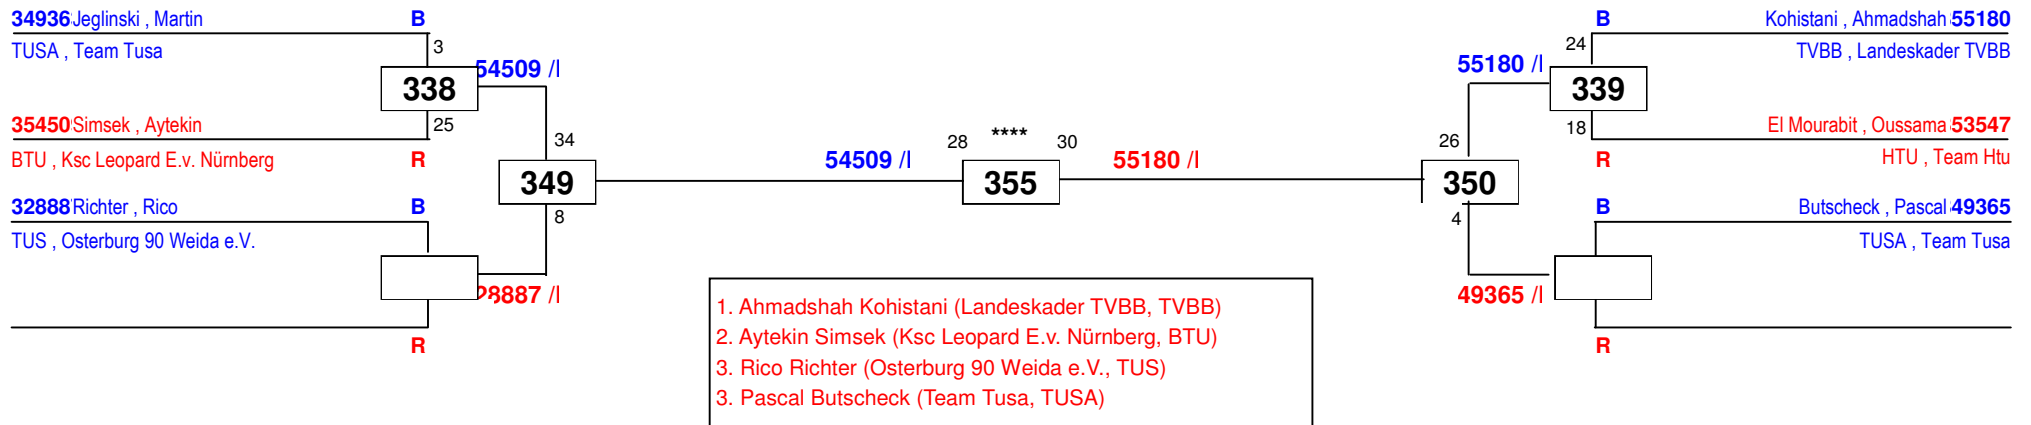 34936 Jeglinski , Martin B
TUSA , Team Tusa
3
54509 /I
338
35450 Simsek , Aytekin
25
BTU , Ksc Leopard E.v. Nürnberg R
34
349
8
32888 Richter , Rico B
TUS , Osterburg 90 Weida e.V.
28887 /I
R
54509 /I
28 **** 30
355
55180 /I
B Kohistani , Ahmadshah 55180
24
TVBB , Landeskader TVBB
55180 /I
339
18
El Mourabit , Oussama 53547
R HTU , Team Htu
26
350
4
B Butscheck , Pascal 49365
TUSA , Team Tusa
49365 /I
R
1. Ahmadshah Kohistani (Landeskader TVBB, TVBB)
2. Aytekin Simsek (Ksc Leopard E.v. Nürnberg, BTU)
3. Rico Richter (Osterburg 90 Weida e.V., TUS)
3. Pascal Butscheck (Team Tusa, TUSA)